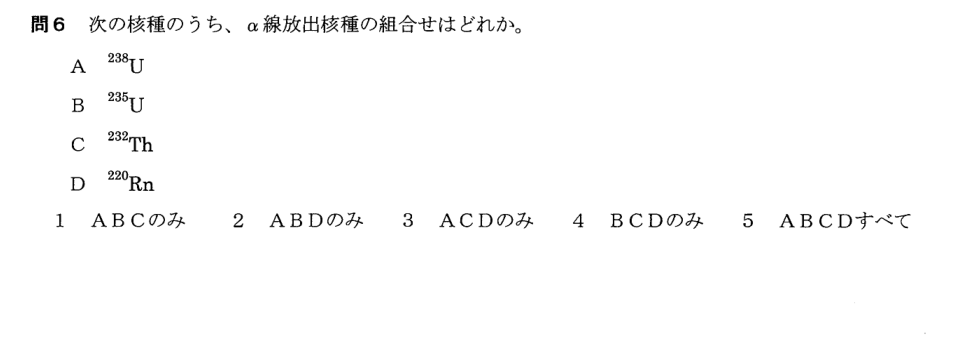 問6 次の核種のうち、α線放出核種の組合せはどれか。
A ²³⁸U
B ²³⁵U
C ²³²Th
D ²²⁰Rn
1 ABCのみ 2 ABDのみ 3 ACDのみ 4 BCDのみ 5 ABCDすべて